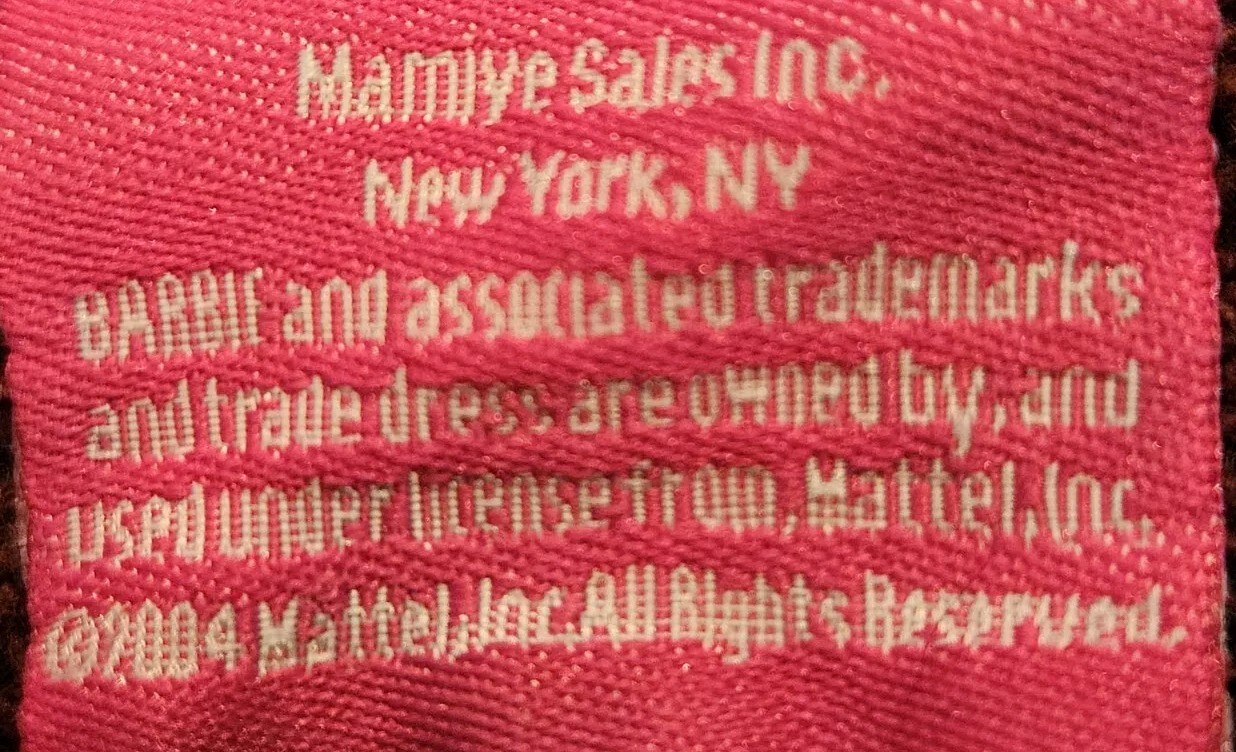 Mamiye Sales Inc.
New York, NY
BARBIE and associated trademarks
and trade dress are owned by, and
used under license from, Mattel, Inc.
©2004 Mattel, Inc. All Rights Reserved.